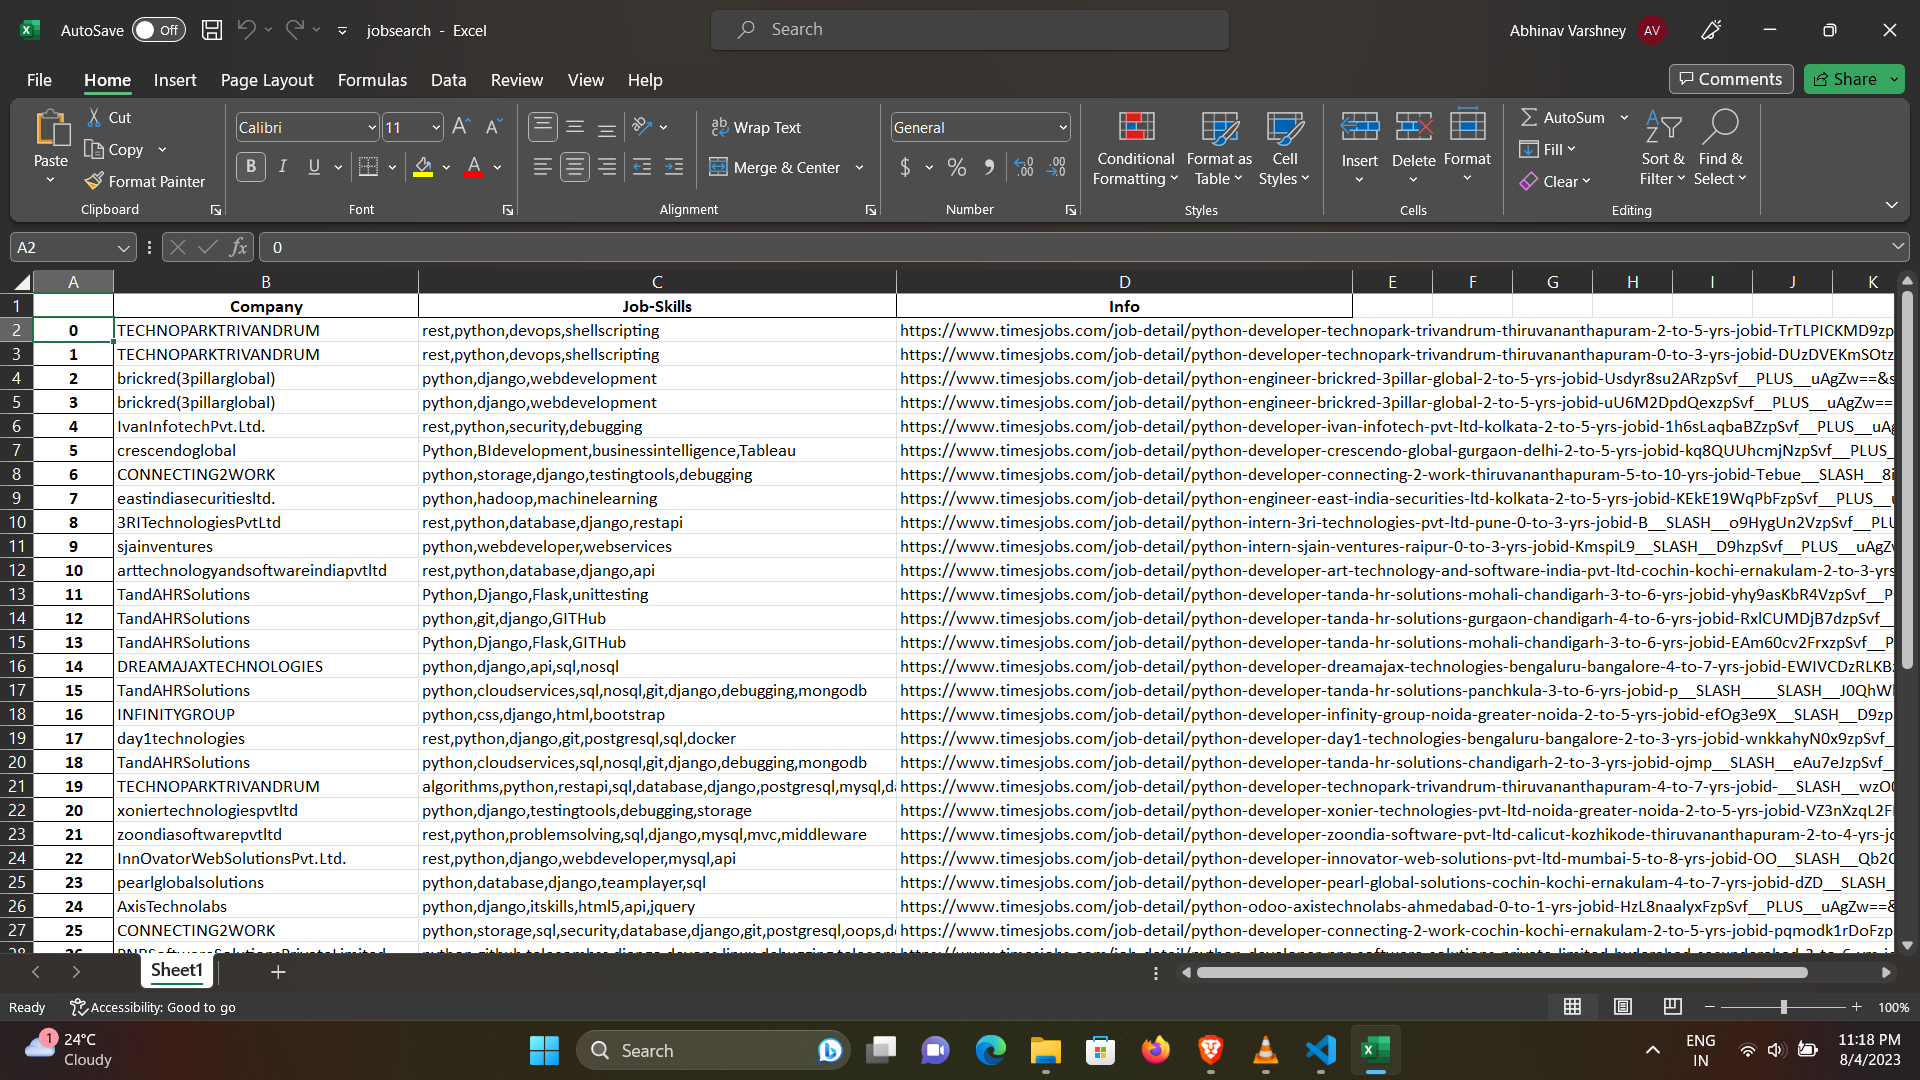 AutoSave Off jobsearch - Excel Search Abhinav Varshney AV
File Home Insert Page Layout Formulas Data Review View Help Comments Share
Paste Cut Copy Format Painter Clipboard
Calibri 11 B I U A Font
Wrap Text Merge & Center Alignment
General $ % , Number
Conditional Formatting Format as Table Cell Styles Styles
Insert Delete Format Cells
AutoSum Fill Clear Sort & Filter Find & Select Editing
A2 fx 0
A B C D E F G H I J K
1 Company Job-Skills Info
2 0 TECHNOPARKTRIVANDRUM rest,python,devops,shellscripting https://www.timesjobs.com/job-detail/python-developer-technopark-trivandrum-thiruvananthapuram-2-to-5-yrs-jobid-TrTLPICKMD9zp
3 1 TECHNOPARKTRIVANDRUM rest,python,devops,shellscripting https://www.timesjobs.com/job-detail/python-developer-technopark-trivandrum-thiruvananthapuram-0-to-3-yrs-jobid-DUzDVEKmSOtz
4 2 brickred(3pillarglobal) python,django,webdevelopment https://www.timesjobs.com/job-detail/python-engineer-brickred-3pillar-global-2-to-5-yrs-jobid-Usdyr8su2ARzpSvf__PLUS__uAgZw==&s
5 3 brickred(3pillarglobal) python,django,webdevelopment https://www.timesjobs.com/job-detail/python-engineer-brickred-3pillar-global-2-to-5-yrs-jobid-uU6M2DpdQexzpSvf__PLUS__uAgZw==
6 4 IvanInfotechPvt.Ltd. rest,python,security,debugging https://www.timesjobs.com/job-detail/python-developer-ivan-infotech-pvt-ltd-kolkata-2-to-5-yrs-jobid-1h6sLaqbaBZzpSvf__PLUS__uAg
7 5 crescendoglobal Python,BIdevelopment,businessintelligence,Tableau https://www.timesjobs.com/job-detail/python-developer-crescendo-global-gurgaon-delhi-2-to-5-yrs-jobid-kq8QUUhcmjNzpSvf__PLUS_
8 6 CONNECTING2WORK python,storage,django,testingtools,debugging https://www.timesjobs.com/job-detail/python-developer-connecting-2-work-thiruvananthapuram-5-to-10-yrs-jobid-Tebue__SLASH__8i
9 7 eastindiasecuritiesltd. python,hadoop,machinelearning https://www.timesjobs.com/job-detail/python-engineer-east-india-securities-ltd-kolkata-2-to-5-yrs-jobid-KEkE19WqPbFzpSvf__PLUS__
10 8 3RITechnologiesPvtLtd rest,python,database,django,restapi https://www.timesjobs.com/job-detail/python-intern-3ri-technologies-pvt-ltd-pune-0-to-3-yrs-jobid-B__SLASH__o9HygUn2VzpSvf__PLU
11 9 sjainventures python,webdeveloper,webservices https://www.timesjobs.com/job-detail/python-intern-sjain-ventures-raipur-0-to-3-yrs-jobid-KmspiL9__SLASH__D9hzpSvf__PLUS__uAgZw
12 10 arttechnologyandsoftwareindiapvtltd rest,python,database,django,api https://www.timesjobs.com/job-detail/python-developer-art-technology-and-software-india-pvt-ltd-cochin-kochi-ernakulam-2-to-3-yrs
13 11 TandAHRSolutions Python,Django,Flask,unittesting https://www.timesjobs.com/job-detail/python-developer-tanda-hr-solutions-mohali-chandigarh-3-to-6-yrs-jobid-yhy9asKbR4VzpSvf__P
14 12 TandAHRSolutions python,git,django,GITHub https://www.timesjobs.com/job-detail/python-developer-tanda-hr-solutions-gurgaon-chandigarh-4-to-6-yrs-jobid-RxlCUMDjB7dzpSvf__
15 13 TandAHRSolutions Python,Django,Flask,GITHub https://www.timesjobs.com/job-detail/python-developer-tanda-hr-solutions-mohali-chandigarh-3-to-6-yrs-jobid-EAm60cv2FrxzpSvf__P
16 14 DREAMAJAXTECHNOLOGIES python,django,api,sql,nosql https://www.timesjobs.com/job-detail/python-developer-dreamajax-technologies-bengaluru-bangalore-4-to-7-yrs-jobid-EWIVCDzRLKBz
17 15 TandAHRSolutions python,cloudservices,sql,nosql,git,django,debugging,mongodb https://www.timesjobs.com/job-detail/python-developer-tanda-hr-solutions-panchkula-3-to-6-yrs-jobid-p__SLASH____SLASH__J0QhW
18 16 INFINITYGROUP python,css,django,html,bootstrap https://www.timesjobs.com/job-detail/python-developer-infinity-group-noida-greater-noida-2-to-5-yrs-jobid-efOg3e9X__SLASH__D9zp
19 17 day1technologies rest,python,django,git,postgresql,sql,docker https://www.timesjobs.com/job-detail/python-developer-day1-technologies-bengaluru-bangalore-2-to-3-yrs-jobid-wnkkahyN0x9zpSvf_
20 18 TandAHRSolutions python,cloudservices,sql,nosql,git,django,debugging,mongodb https://www.timesjobs.com/job-detail/python-developer-tanda-hr-solutions-chandigarh-2-to-3-yrs-jobid-ojmp__SLASH__eAu7eJzpSvf__
21 19 TECHNOPARKTRIVANDRUM algorithms,python,restapi,sql,database,django,postgresql,mysql,da https://www.timesjobs.com/job-detail/python-developer-technopark-trivandrum-thiruvananthapuram-4-to-7-yrs-jobid-__SLASH__wzO
22 20 xoniertechnologiespvtltd python,django,testingtools,debugging,storage https://www.timesjobs.com/job-detail/python-developer-xonier-technologies-pvt-ltd-noida-greater-noida-2-to-5-yrs-jobid-VZ3nXzqL2F
23 21 zoondiasoftwarepvtltd rest,python,problemsolving,sql,django,mysql,mvc,middleware https://www.timesjobs.com/job-detail/python-developer-zoondia-software-pvt-ltd-calicut-kozhikode-thiruvananthapuram-2-to-4-yrs-jo
24 22 InnOvatorWebSolutionsPvt.Ltd. rest,python,django,webdeveloper,mysql,api https://www.timesjobs.com/job-detail/python-developer-innovator-web-solutions-pvt-ltd-mumbai-5-to-8-yrs-jobid-OO__SLASH__Qb2
25 23 pearlglobalsolutions python,database,django,teamplayer,sql https://www.timesjobs.com/job-detail/python-developer-pearl-global-solutions-cochin-kochi-ernakulam-4-to-7-yrs-jobid-dZD__SLASH_
26 24 AxisTechnolabs python,django,itskills,html5,api,jquery https://www.timesjobs.com/job-detail/python-odoo-axistechnolabs-ahmedabad-0-to-1-yrs-jobid-HzL8naalyxFzpSvf__PLUS__uAgZw==&
27 25 CONNECTING2WORK python,storage,sql,security,database,django,git,postgresql,oops,de https://www.timesjobs.com/job-detail/python-developer-connecting-2-work-cochin-kochi-ernakulam-2-to-5-yrs-jobid-pqmodk1rDoFzp
Sheet1
Ready Accessibility: Good to go 100%
1 24°C Cloudy Search ENG IN 11:18 PM 8/4/2023